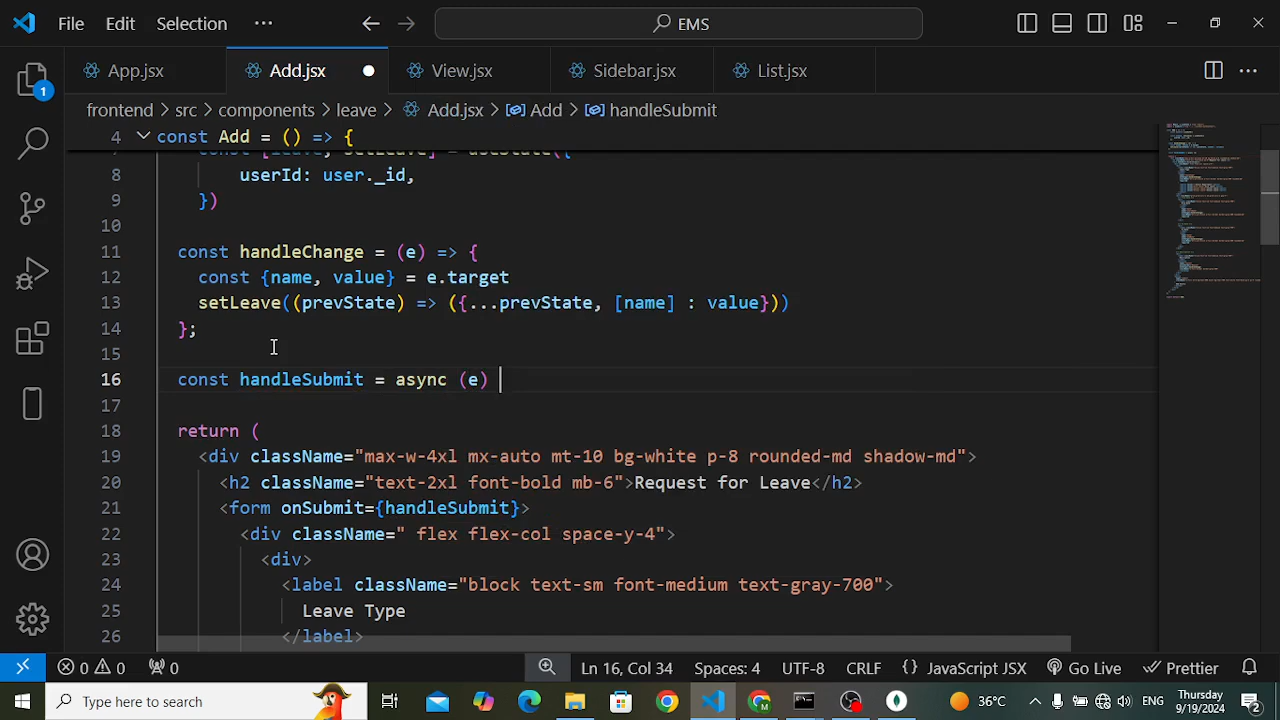 File Edit Selection ··· EMS
App.jsx Add.jsx View.jsx Sidebar.jsx List.jsx ···
frontend > src > components > leave > Add.jsx > Add > handleSubmit
4 const Add = () => {
8 userId: user._id,
9 })
10
11 const handleChange = (e) => {
12 const {name, value} = e.target
13 setLeave((prevState) => ({...prevState, [name] : value}))
14 };
15
16 const handleSubmit = async (e)
17
18 return (
19 <div className="max-w-4xl mx-auto mt-10 bg-white p-8 rounded-md shadow-md">
20 <h2 className="text-2xl font-bold mb-6">Request for Leave</h2>
21 <form onSubmit={handleSubmit}>
22 <div className=" flex flex-col space-y-4">
23 <div>
24 <label className="block text-sm font-medium text-gray-700">
25 Leave Type
26 </label>
1
0 0 0 Ln 16, Col 34 Spaces: 4 UTF-8 CRLF {} JavaScript JSX Go Live Prettier
Type here to search 36°C ENG Thursday 9/19/2024 2